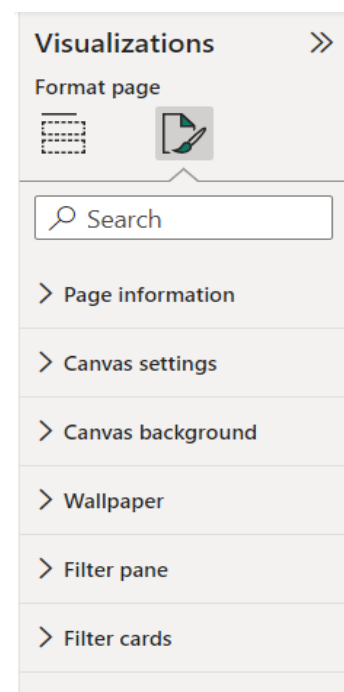 Visualizations
Format page
Search
Page information
Canvas settings
Canvas background
Wallpaper
Filter pane
Filter cards